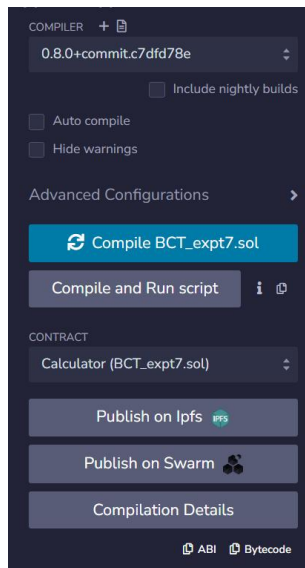 COMPILER +
0.8.0+commit.c7dfd78e
Include nightly builds
Auto compile
Hide warnings
Advanced Configurations
Compile BCT_expt7.sol
Compile and Run script i
CONTRACT
Calculator (BCT_expt7.sol)
Publish on Ipfs IPFS
Publish on Swarm
Compilation Details
ABI Bytecode